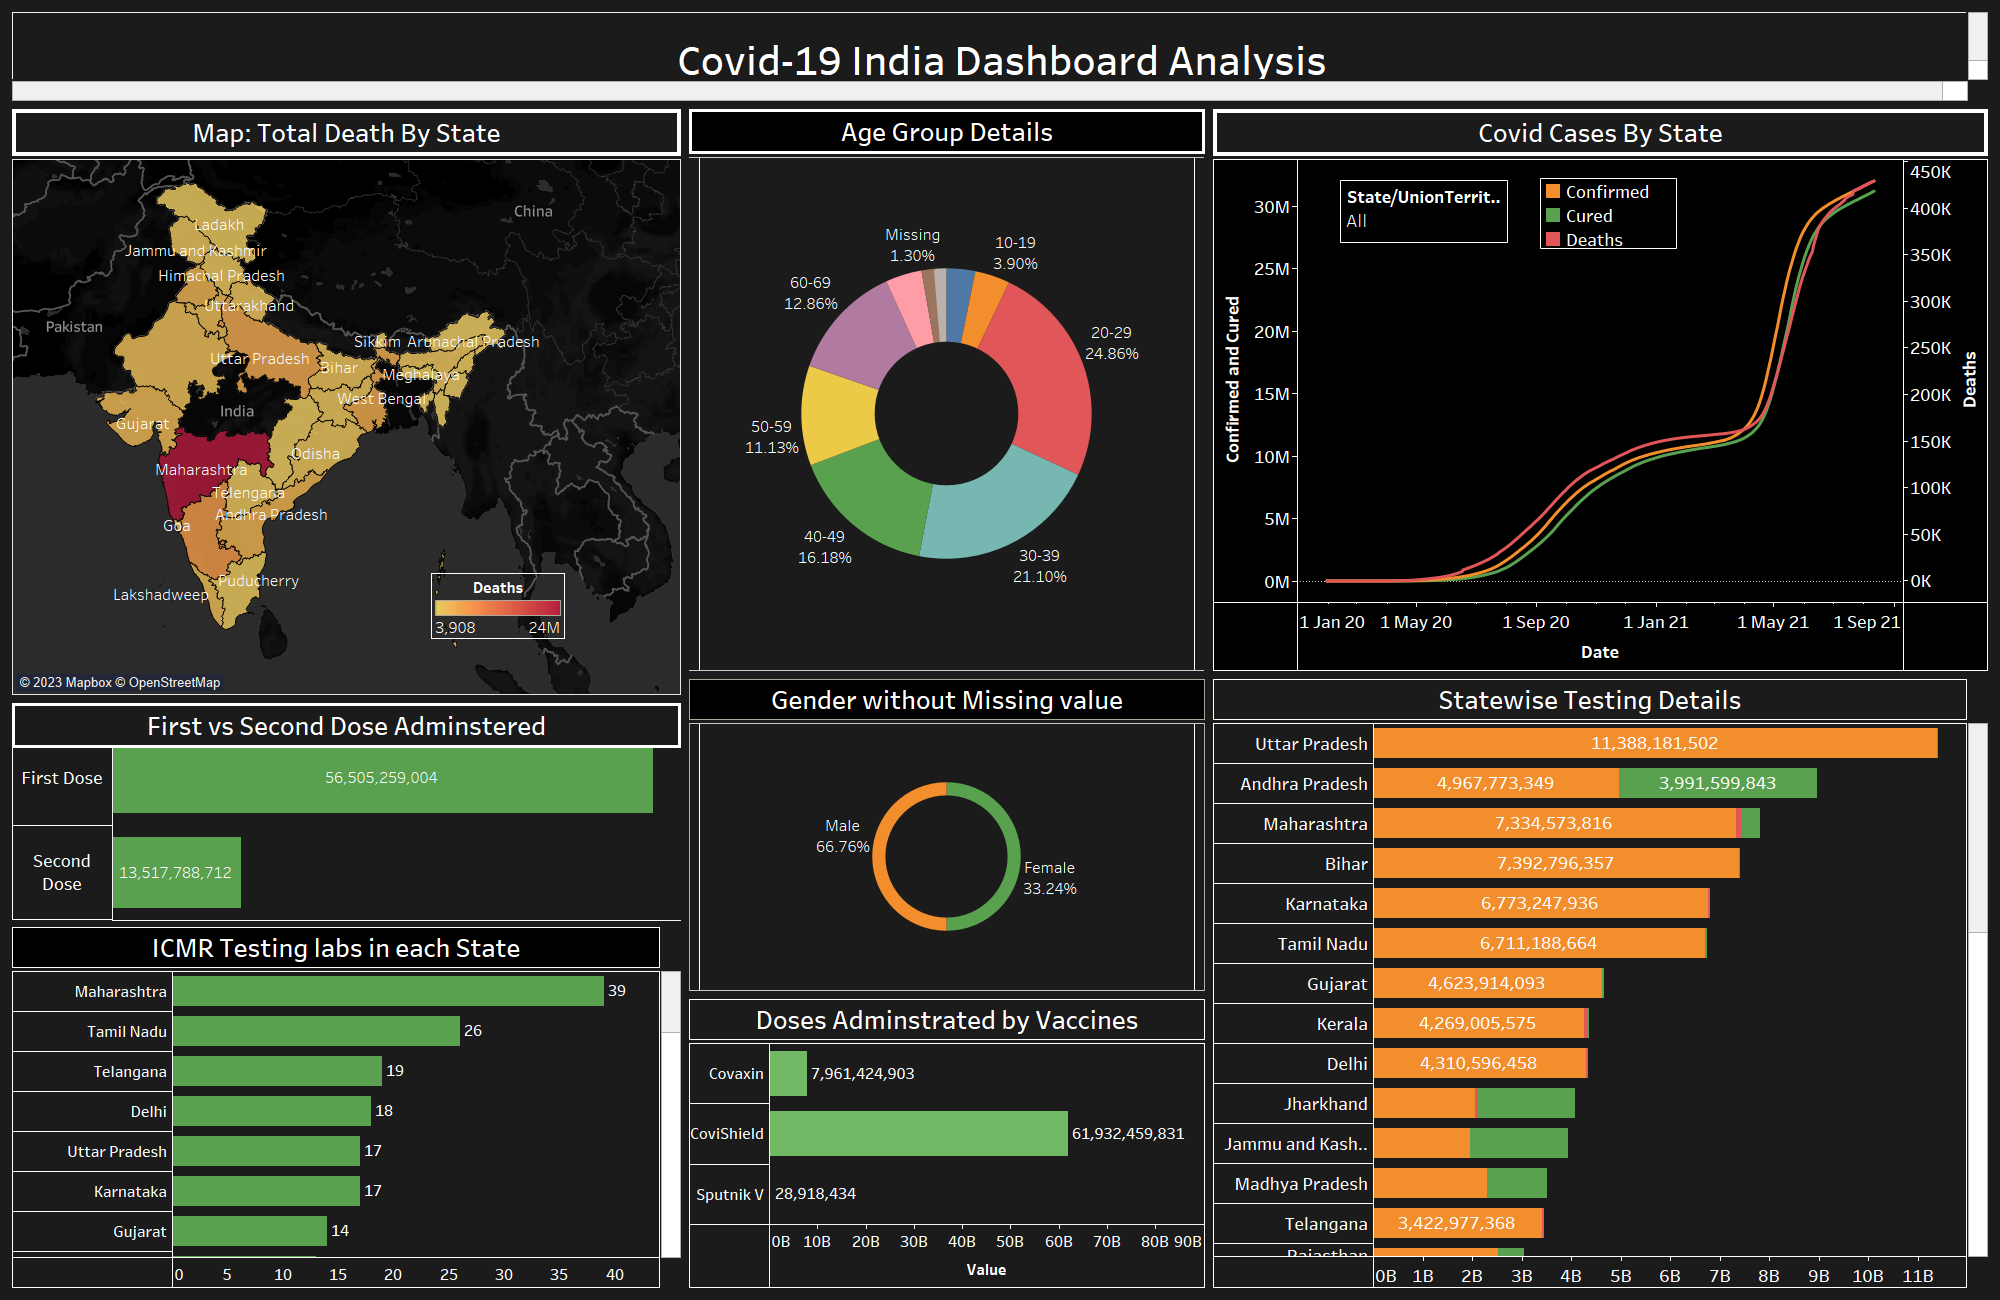 Covid-19 India Dashboard Analysis
Map: Total Death By State
China
Ladakh
Jammu and Kashmir
Himachal Pradesh
Uttarakhand
Pakistan
Sikkim Arunachal Pradesh
Uttar Pradesh
Bihar
Meghalaya
West Bengal
India
Gujarat
Odisha
Maharashtra
Telengana
Andhra Pradesh
Goa
Puducherry
Lakshadweep
Deaths
3,908 24M
© 2023 Mapbox © OpenStreetMap
Age Group Details
Missing
1.30%
10-19
3.90%
60-69
12.86%
20-29
24.86%
50-59
11.13%
40-49
16.18%
30-39
21.10%
Covid Cases By State
State/UnionTerrit..
All
Confirmed
Cured
Deaths
Confirmed and Cured
30M
25M
20M
15M
10M
5M
0M
450K
400K
350K
300K
250K
200K
150K
100K
50K
0K
Deaths
1 Jan 20 1 May 20 1 Sep 20 1 Jan 21 1 May 21 1 Sep 21
Date
First vs Second Dose Adminstered
First Dose 56,505,259,004
Second
Dose
13,517,788,712
Gender without Missing value
Male
66.76%
Female
33.24%
Statewise Testing Details
Uttar Pradesh 11,388,181,502
Andhra Pradesh 4,967,773,349 3,991,599,843
Maharashtra 7,334,573,816
Bihar 7,392,796,357
Karnataka 6,773,247,936
Tamil Nadu 6,711,188,664
Gujarat 4,623,914,093
Kerala 4,269,005,575
Delhi 4,310,596,458
Jharkhand
Jammu and Kash..
Madhya Pradesh
Telangana 3,422,977,368
Rajasthan
0B 1B 2B 3B 4B 5B 6B 7B 8B 9B 10B 11B
ICMR Testing labs in each State
Maharashtra 39
Tamil Nadu 26
Telangana 19
Delhi 18
Uttar Pradesh 17
Karnataka 17
Gujarat 14
0 5 10 15 20 25 30 35 40
Doses Adminstrated by Vaccines
Covaxin 7,961,424,903
CoviShield 61,932,459,831
Sputnik V 28,918,434
0B 10B 20B 30B 40B 50B 60B 70B 80B 90B
Value